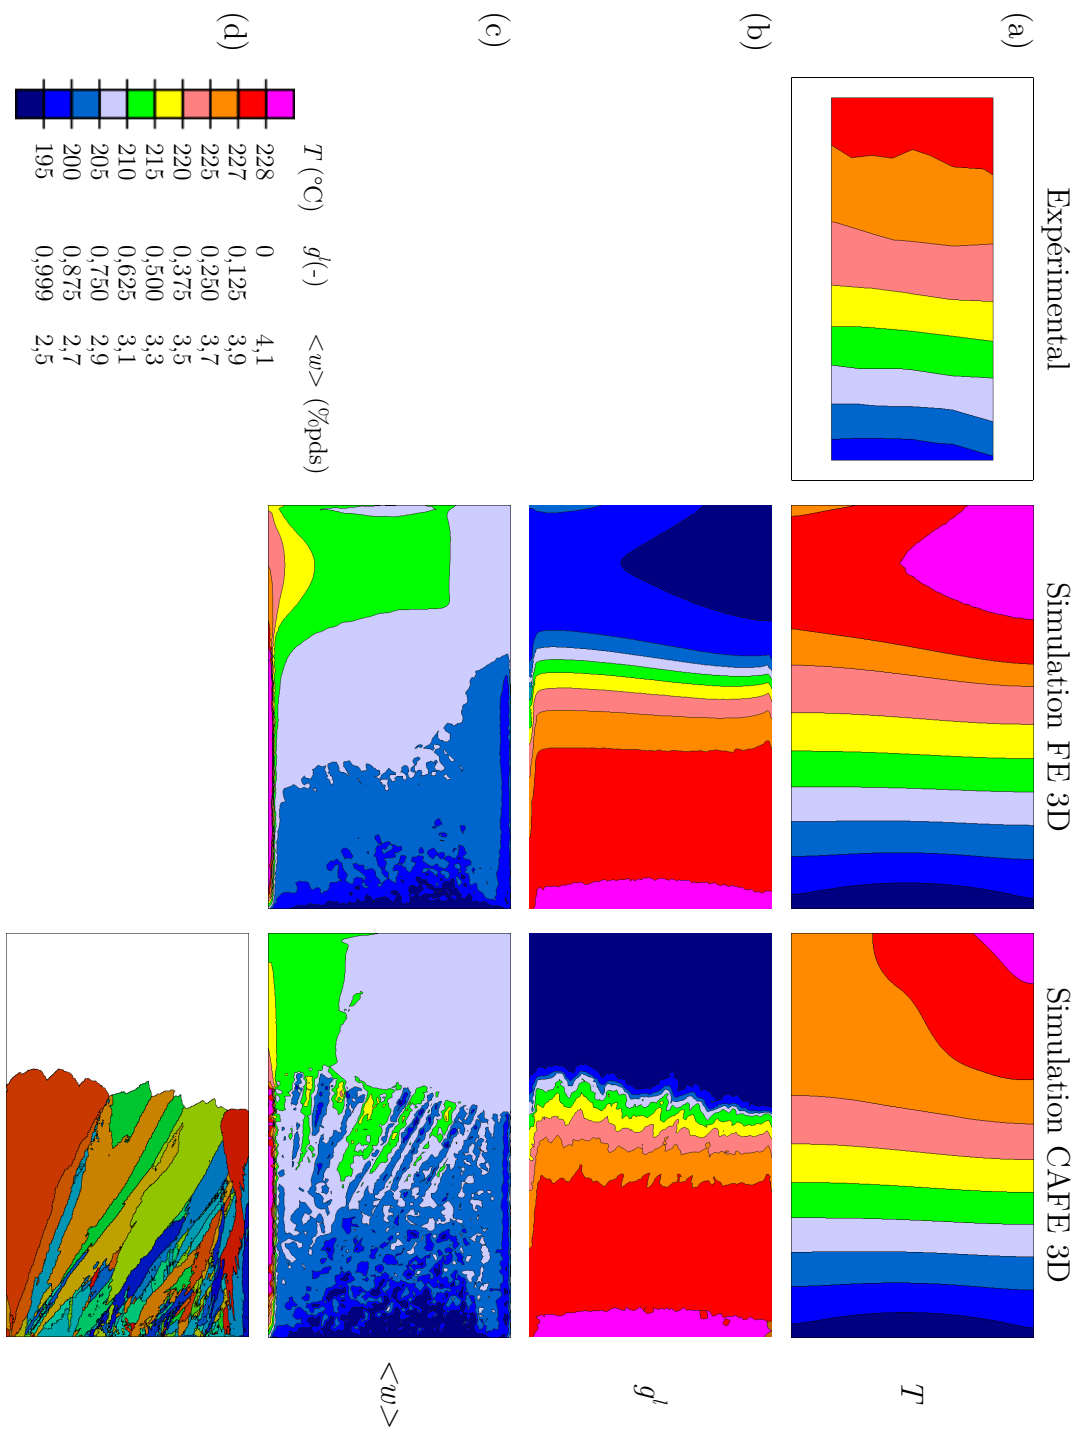 Expérimental Simulation FE 3D Simulation CAFE 3D
(a)
T
(b)
gˡ
(c)
<w>
T (°C) gˡ(-) <w> (%pds)
228 0 4,1
227 0,125 3,9
225 0,250 3,7
220 0,375 3,5
215 0,500 3,3
210 0,625 3,1
205 0,750 2,9
200 0,875 2,7
195 0,999 2,5
(d)